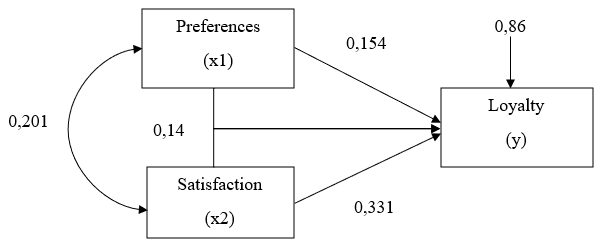 Preferences
(x1)
0,154
0,86
Loyalty
(y)
0,201
0,14
Satisfaction
(x2)
0,331